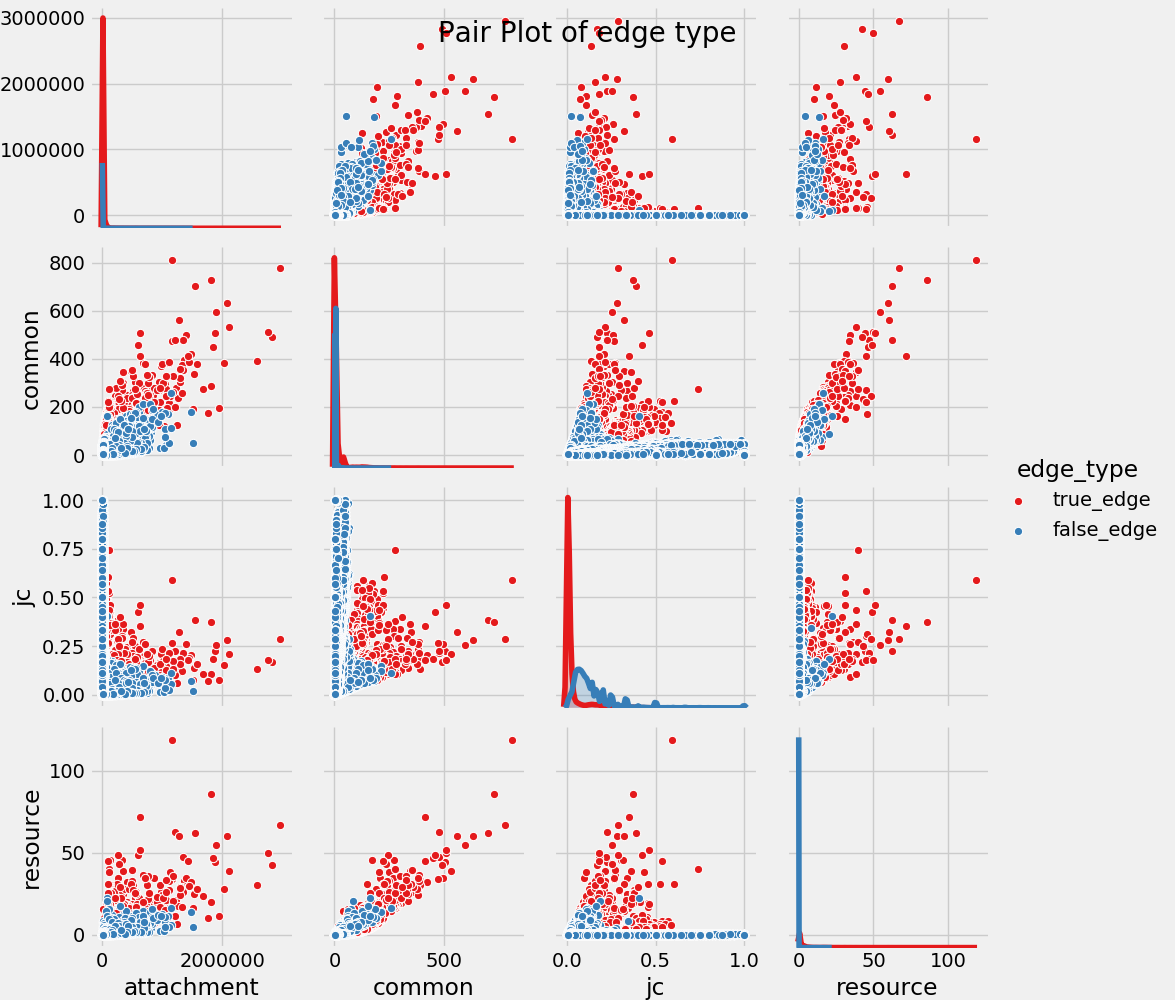 Pair Plot of edge type
3000000
2000000
1000000
0
common
800
600
400
200
0
jc
1.00
0.75
0.50
0.25
0.00
resource
100
50
0
0 2000000
attachment
0 500
common
0.0 0.5 1.0
jc
0 50 100
resource
edge_type
true_edge
false_edge